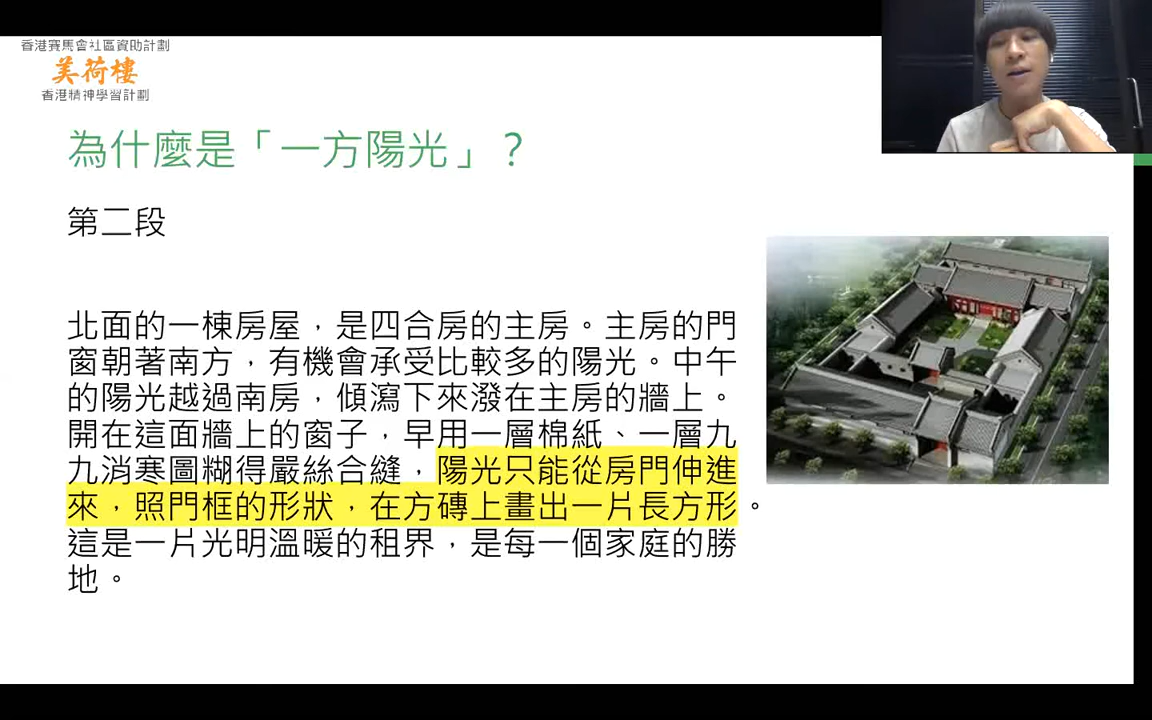 香港賽馬會社區資助計劃
美荷樓
香港精神學習計劃
為什麼是「一方陽光」？
第二段
北面的一棟房屋，是四合房的主房。主房的門
窗朝著南方，有機會承受比較多的陽光。中午
的陽光越過南房，傾瀉下來潑在主房的牆上。
開在這面牆上的窗子，早用一層棉紙、一層九
九消寒圖糊得嚴絲合縫，陽光只能從房門伸進
來，照門框的形狀，在方磚上畫出一片長方形。
這是一片光明溫暖的租界，是每一個家庭的勝
地。